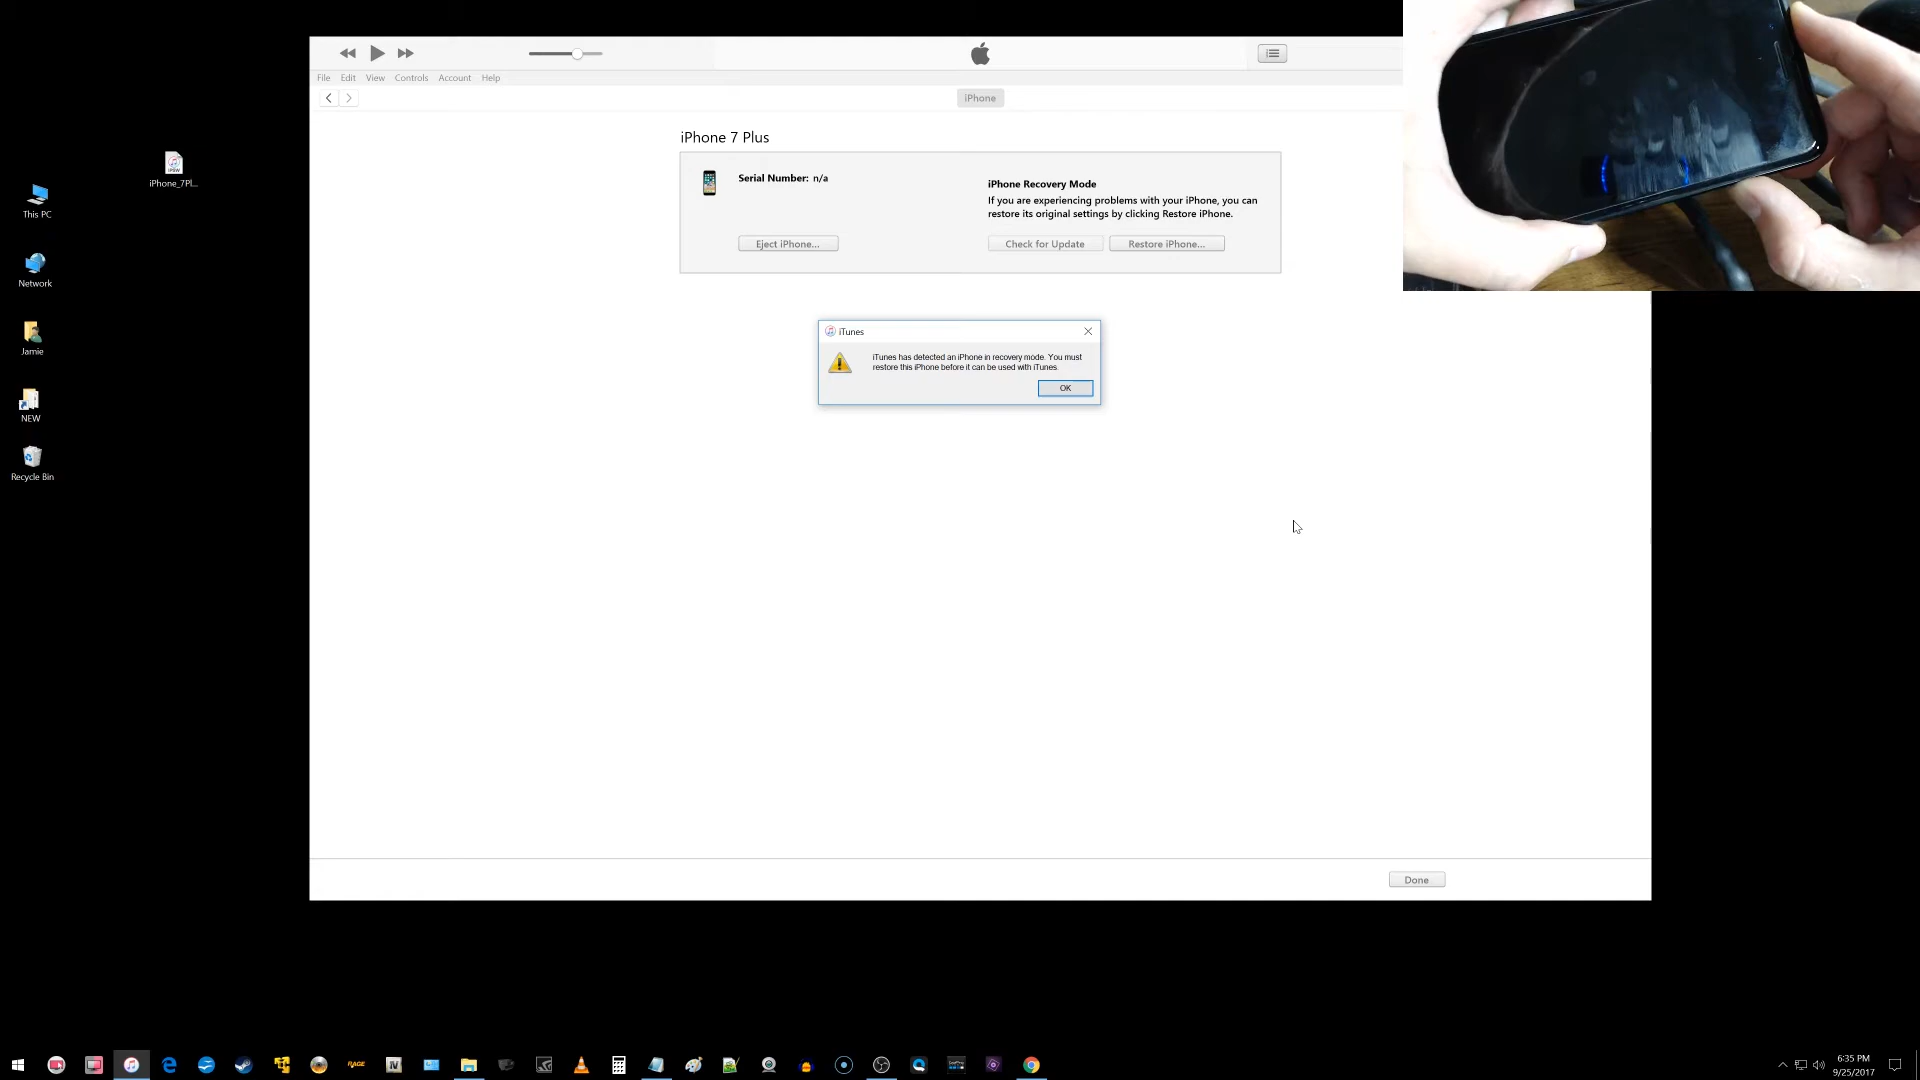 File Edit View Controls Account Help
iPhone
iPhone 7 Plus
Serial Number: n/a
Eject iPhone...
iPhone Recovery Mode
If you are experiencing problems with your iPhone, you can
restore its original settings by clicking Restore iPhone.
Check for Update
Restore iPhone...
iTunes
iTunes has detected an iPhone in recovery mode. You must
restore this iPhone before it can be used with iTunes.
OK
Done
IPSW
iPhone_7Pl...
This PC
Network
Jamie
NEW
Recycle Bin
RAGE
IV
6:35 PM
9/25/2017